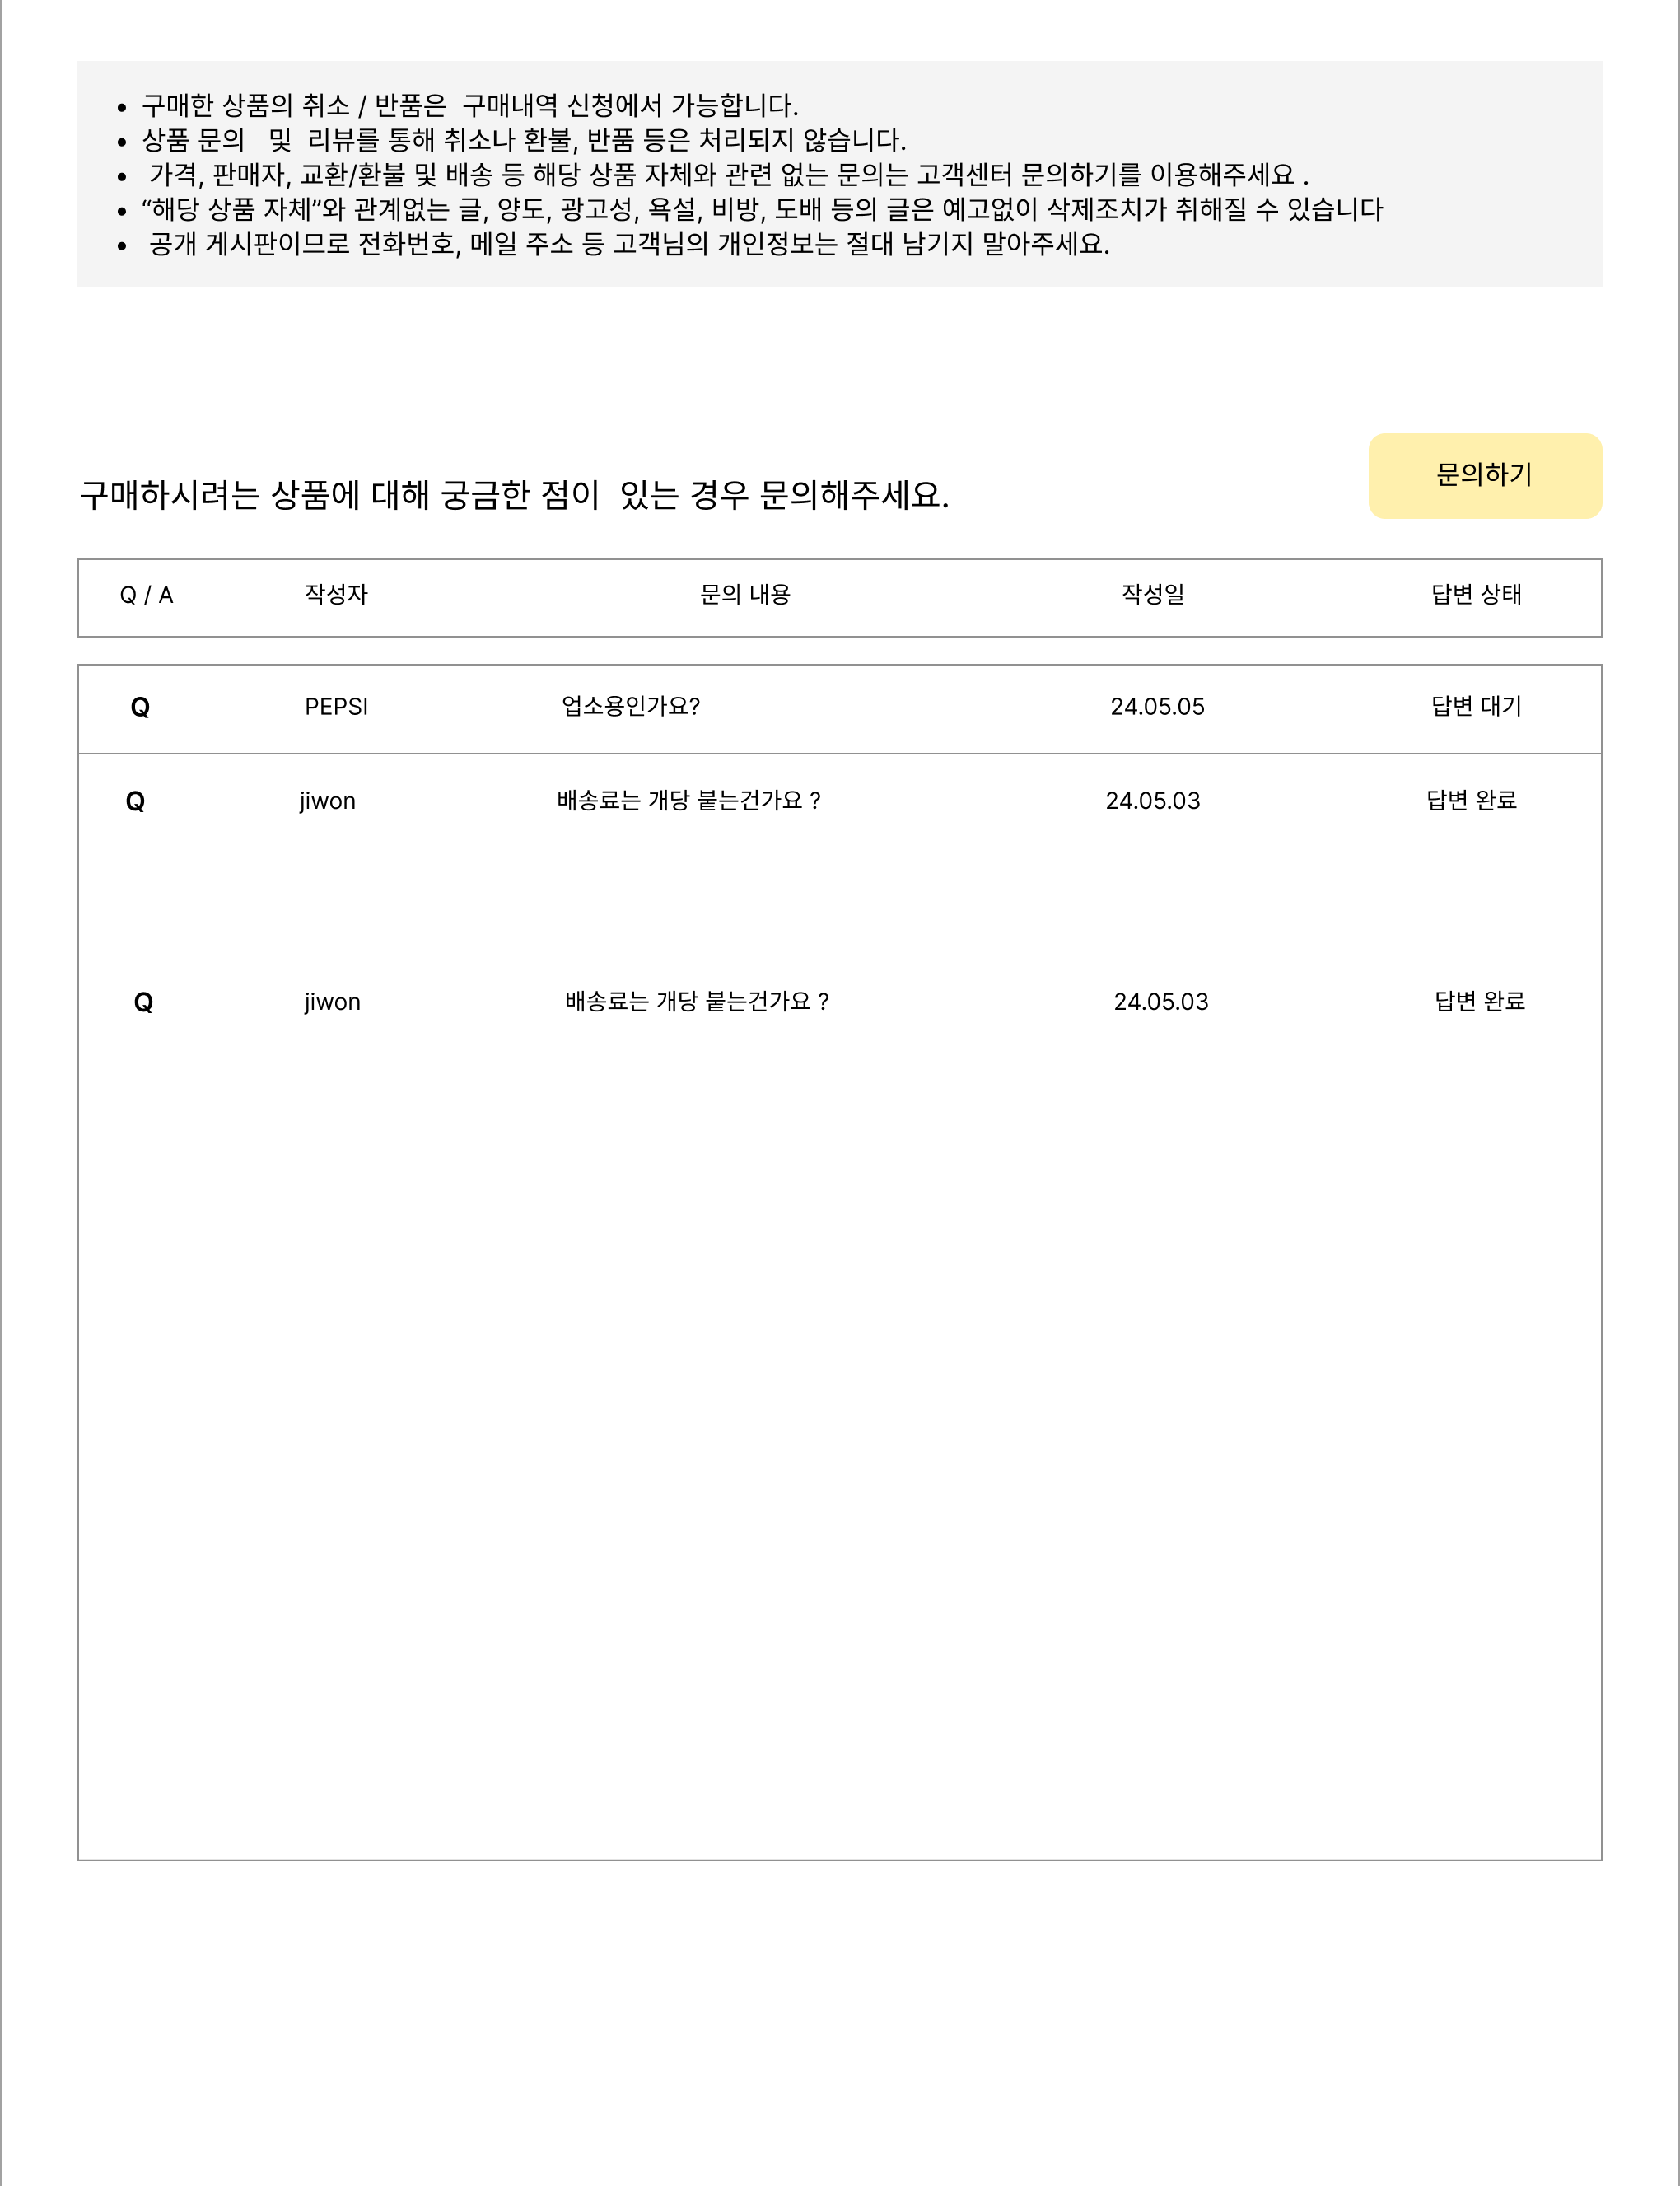 • 구매한 상품의 취소 / 반품은  구매내역 신청에서 가능합니다.
• 상품 문의   및  리뷰를 통해 취소나 환불, 반품 등은 처리되지 않습니다.
•  가격, 판매자, 교환/환불 및 배송 등 해당 상품 자체와 관련 없는 문의는 고객센터 문의하기를 이용해주세요 .
• “해당 상품 자체”와 관계없는 글, 양도, 광고성, 욕설, 비방, 도배 등의 글은 예고없이 삭제조치가 취해질 수 있습니다
•  공개 게시판이므로 전화번호, 메일 주소 등 고객님의 개인정보는 절대 남기지 말아주세요.
문의하기
구매하시려는 상품에 대해 궁금한 점이  있는 경우 문의해주세요.
Q / A 작성자 문의 내용 작성일 답변 상태
Q PEPSI 업소용인가요? 24.05.05 답변 대기
Q jiwon 배송료는 개당 붙는건가요 ? 24.05.03 답변 완료
Q jiwon 배송료는 개당 붙는건가요 ? 24.05.03 답변 완료